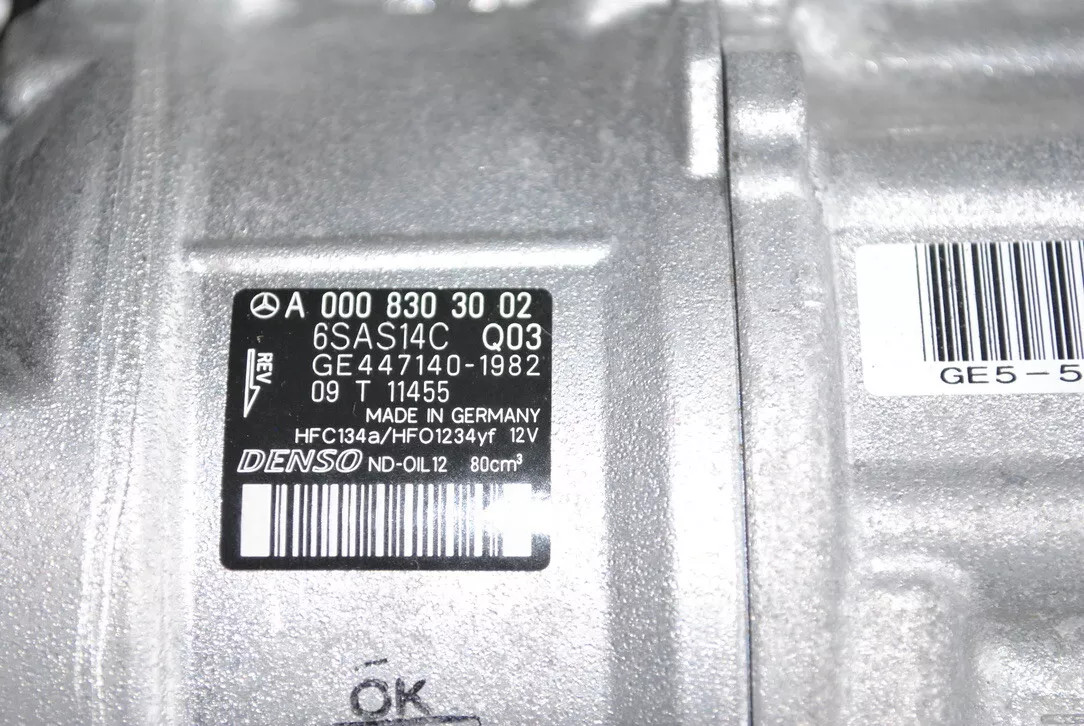 A 000 830 30 02
6SAS14C Q03
GE447140-1982
REV
09 T 11455
MADE IN GERMANY
HFC134a/HFO1234yf 12V
DENSO ND-OIL12 80cm³
GE5-5
OK